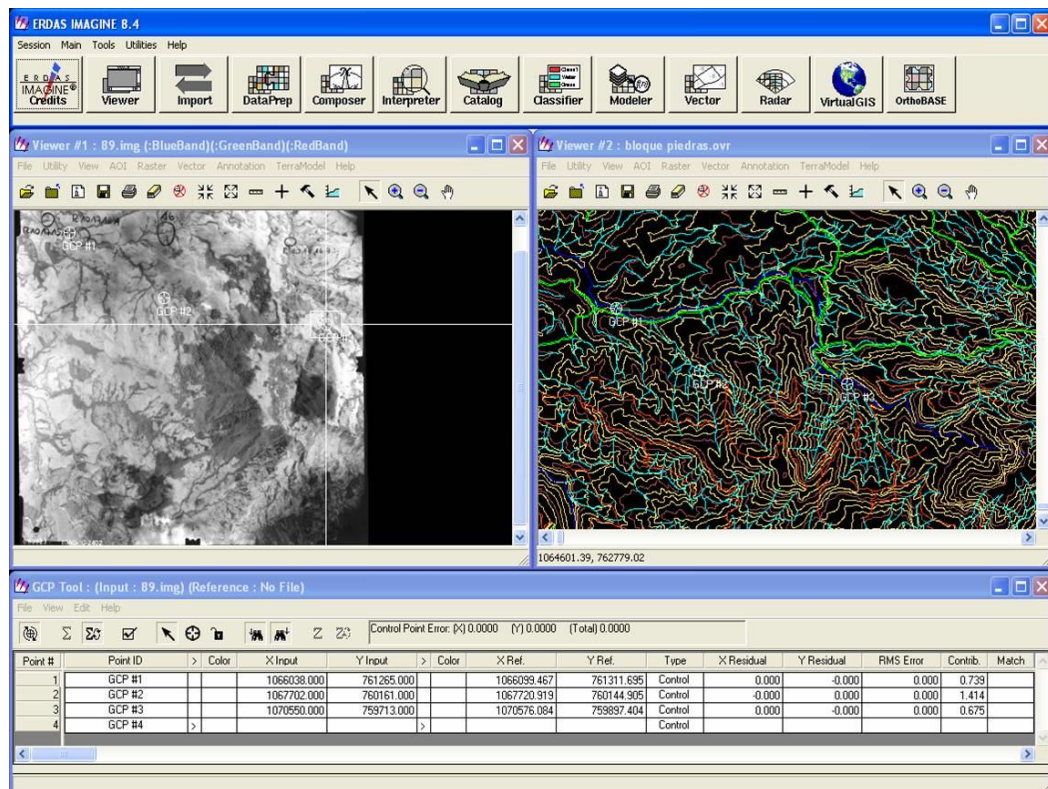 ERDAS IMAGINE 8.4
Session Main Tools Utilities Help
ERDAS
IMAGINE®
Credits Viewer Import DataPrep Composer Interpreter Catalog Classifier Modeler Vector Radar VirtualGIS OrthoBASE
Viewer #1 : 89.img (:BlueBand)(:GreenBand)(:RedBand)
File Utility View AOI Raster Vector Annotation TerraModel Help
16
GCP #1
GCP #2
Viewer #2 : bloque piedras.ovr
File Utility View AOI Raster Vector Annotation TerraModel Help
GCP #1
GCP #2
GCP #3
1064601.39, 762779.02
GCP Tool : (Input : 89.img) (Reference : No File)
File View Edit Help
Control Point Error: (X) 0.0000 (Y) 0.0000 (Total) 0.0000
Point # Point ID > Color X Input Y Input > Color X Ref. Y Ref. Type X Residual Y Residual RMS Error Contrib. Match
1 GCP #1 1066038.000 761265.000 1066099.467 761311.695 Control 0.000 -0.000 0.000 0.739
2 GCP #2 1067702.000 760161.000 1067720.919 760144.905 Control -0.000 0.000 0.000 1.414
3 GCP #3 1070550.000 759713.000 1070576.084 759897.404 Control 0.000 -0.000 0.000 0.675
4 GCP #4 > > Control